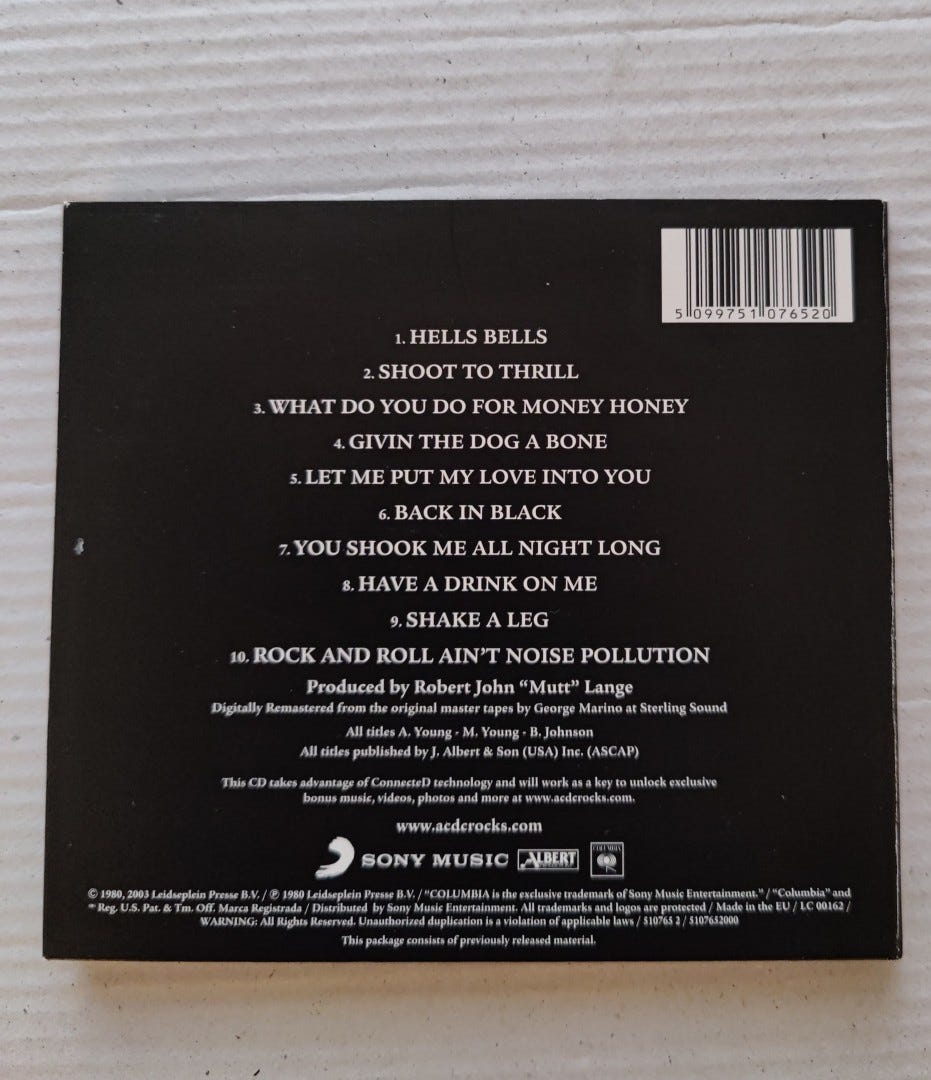 5 099751 076520
1. HELLS BELLS
2. SHOOT TO THRILL
3. WHAT DO YOU DO FOR MONEY HONEY
4. GIVIN THE DOG A BONE
5. LET ME PUT MY LOVE INTO YOU
6. BACK IN BLACK
7. YOU SHOOK ME ALL NIGHT LONG
8. HAVE A DRINK ON ME
9. SHAKE A LEG
10. ROCK AND ROLL AIN'T NOISE POLLUTION
Produced by Robert John “Mutt” Lange
Digitally Remastered from the original master tapes by George Marino at Sterling Sound
All titles A. Young - M. Young - B. Johnson
All titles published by J. Albert & Son (USA) Inc. (ASCAP)
This CD takes advantage of ConnecteD technology and will work as a key to unlock exclusive
bonus music, videos, photos and more at www.acdcrocks.com.
www.acdcrocks.com
SONY MUSIC ALBERT COLUMBIA
© 1980, 2003 Leidseplein Presse B.V. / ℗ 1980 Leidseplein Presse B.V. / “COLUMBIA is the exclusive trademark of Sony Music Entertainment.” / “Columbia” and
Reg. U.S. Pat. & Tm. Off. Marca Registrada / Distributed by Sony Music Entertainment. All trademarks and logos are protected / Made in the EU / LC 00162 /
WARNING: All Rights Reserved. Unauthorized duplication is a violation of applicable laws / 510765 2 / 5107652000
This package consists of previously released material.